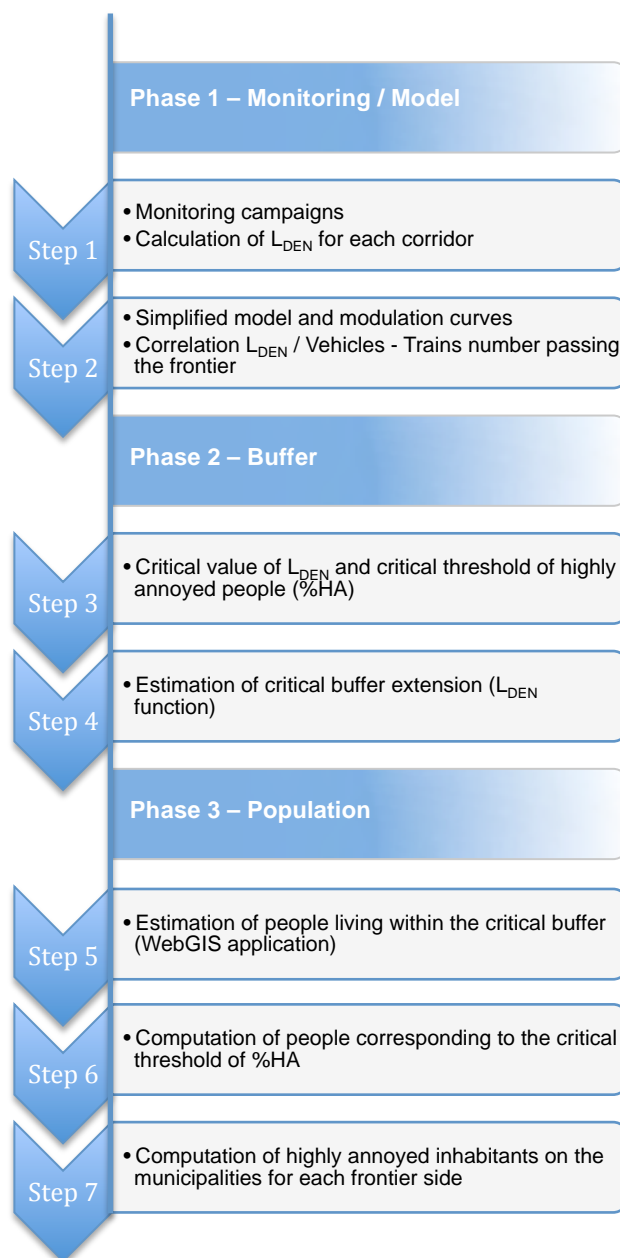 Phase 1 – Monitoring / Model
Step 1
• Monitoring campaigns
• Calculation of L_DEN for each corridor
Step 2
• Simplified model and modulation curves
• Correlation L_DEN / Vehicles - Trains number passing
the frontier
Phase 2 – Buffer
Step 3
• Critical value of L_DEN and critical threshold of highly
annoyed people (%HA)
Step 4
• Estimation of critical buffer extension (L_DEN
function)
Phase 3 – Population
Step 5
• Estimation of people living within the critical buffer
(WebGIS application)
Step 6
• Computation of people corresponding to the critical
threshold of %HA
Step 7
• Computation of highly annoyed inhabitants on the
municipalities for each frontier side